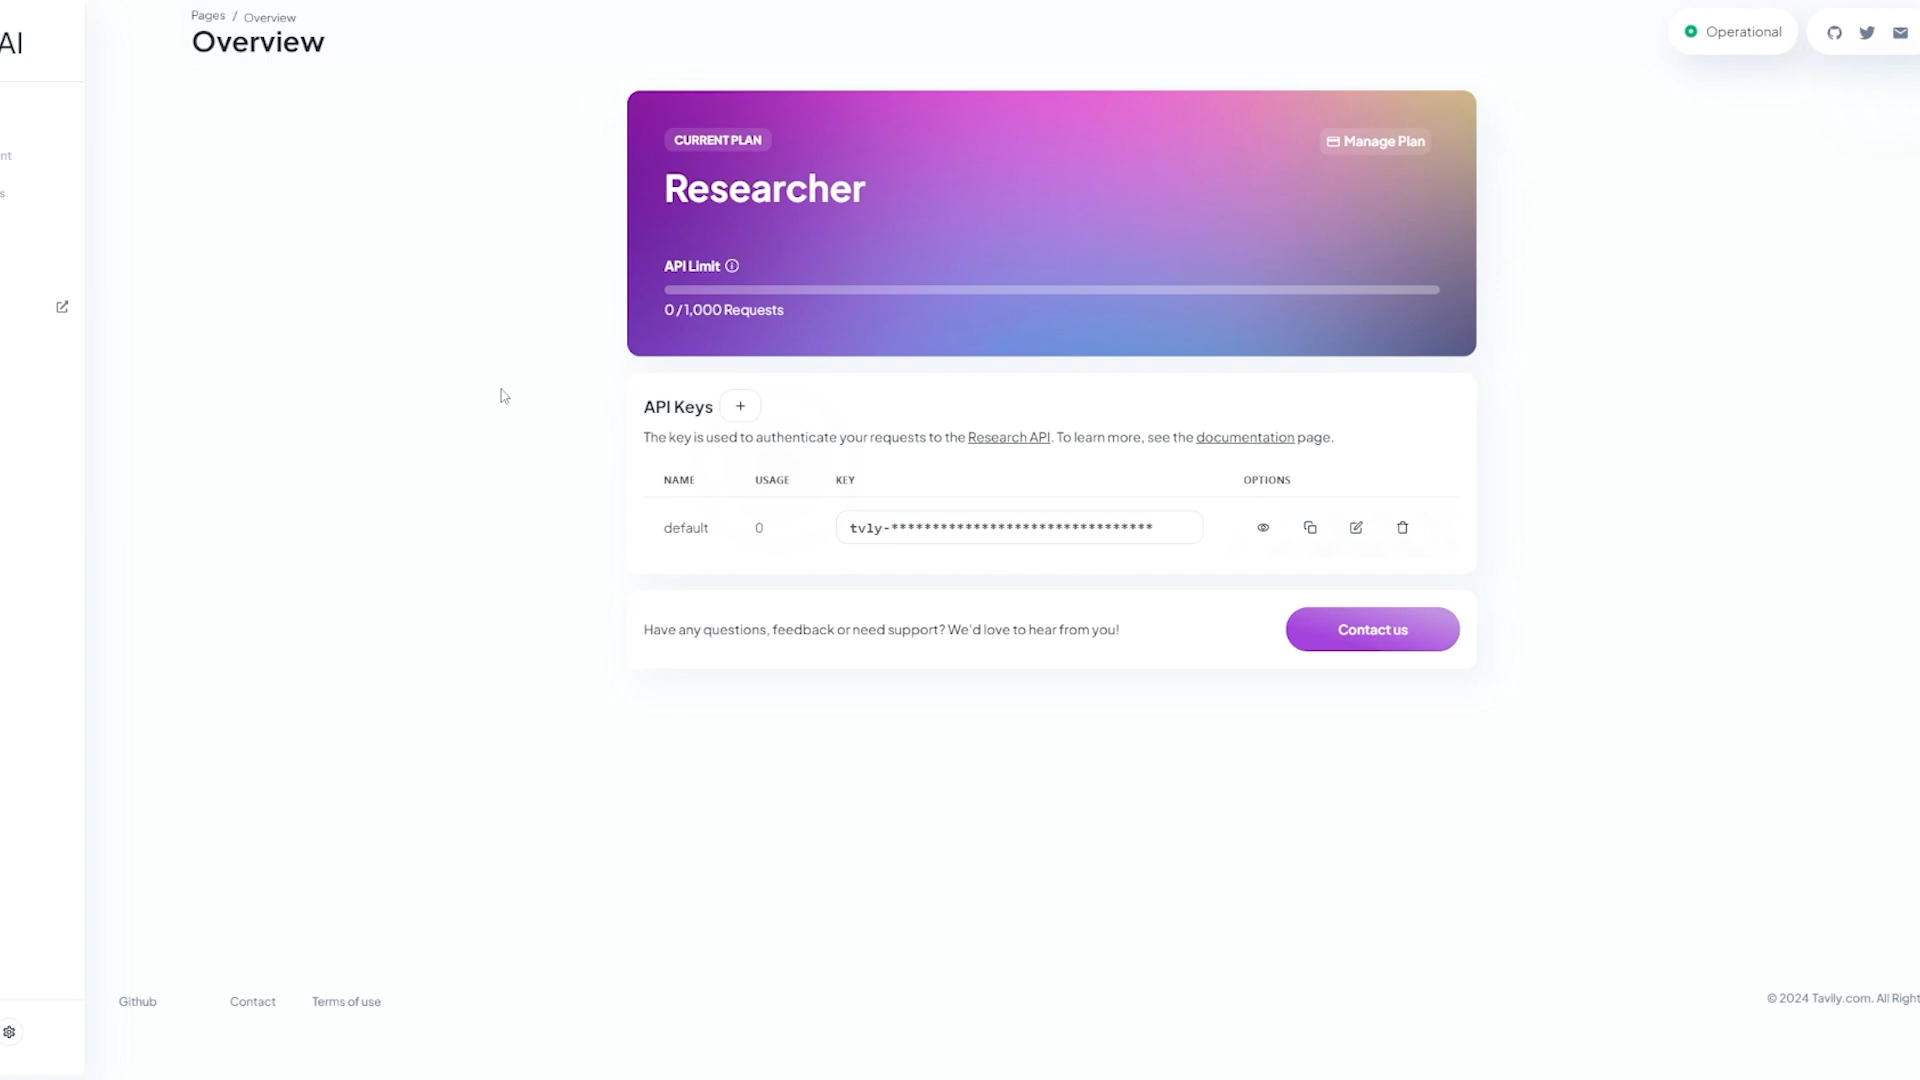 AI
nt
s
Pages / Overview
Overview
Operational
CURRENT PLAN
Manage Plan
Researcher
API Limit
0 / 1,000 Requests
API Keys +
The key is used to authenticate your requests to the Research API. To learn more, see the documentation page.
NAME USAGE KEY OPTIONS
default 0 tvly-********************************
Have any questions, feedback or need support? We'd love to hear from you!
Contact us
Github Contact Terms of use
© 2024 Tavily.com. All Right